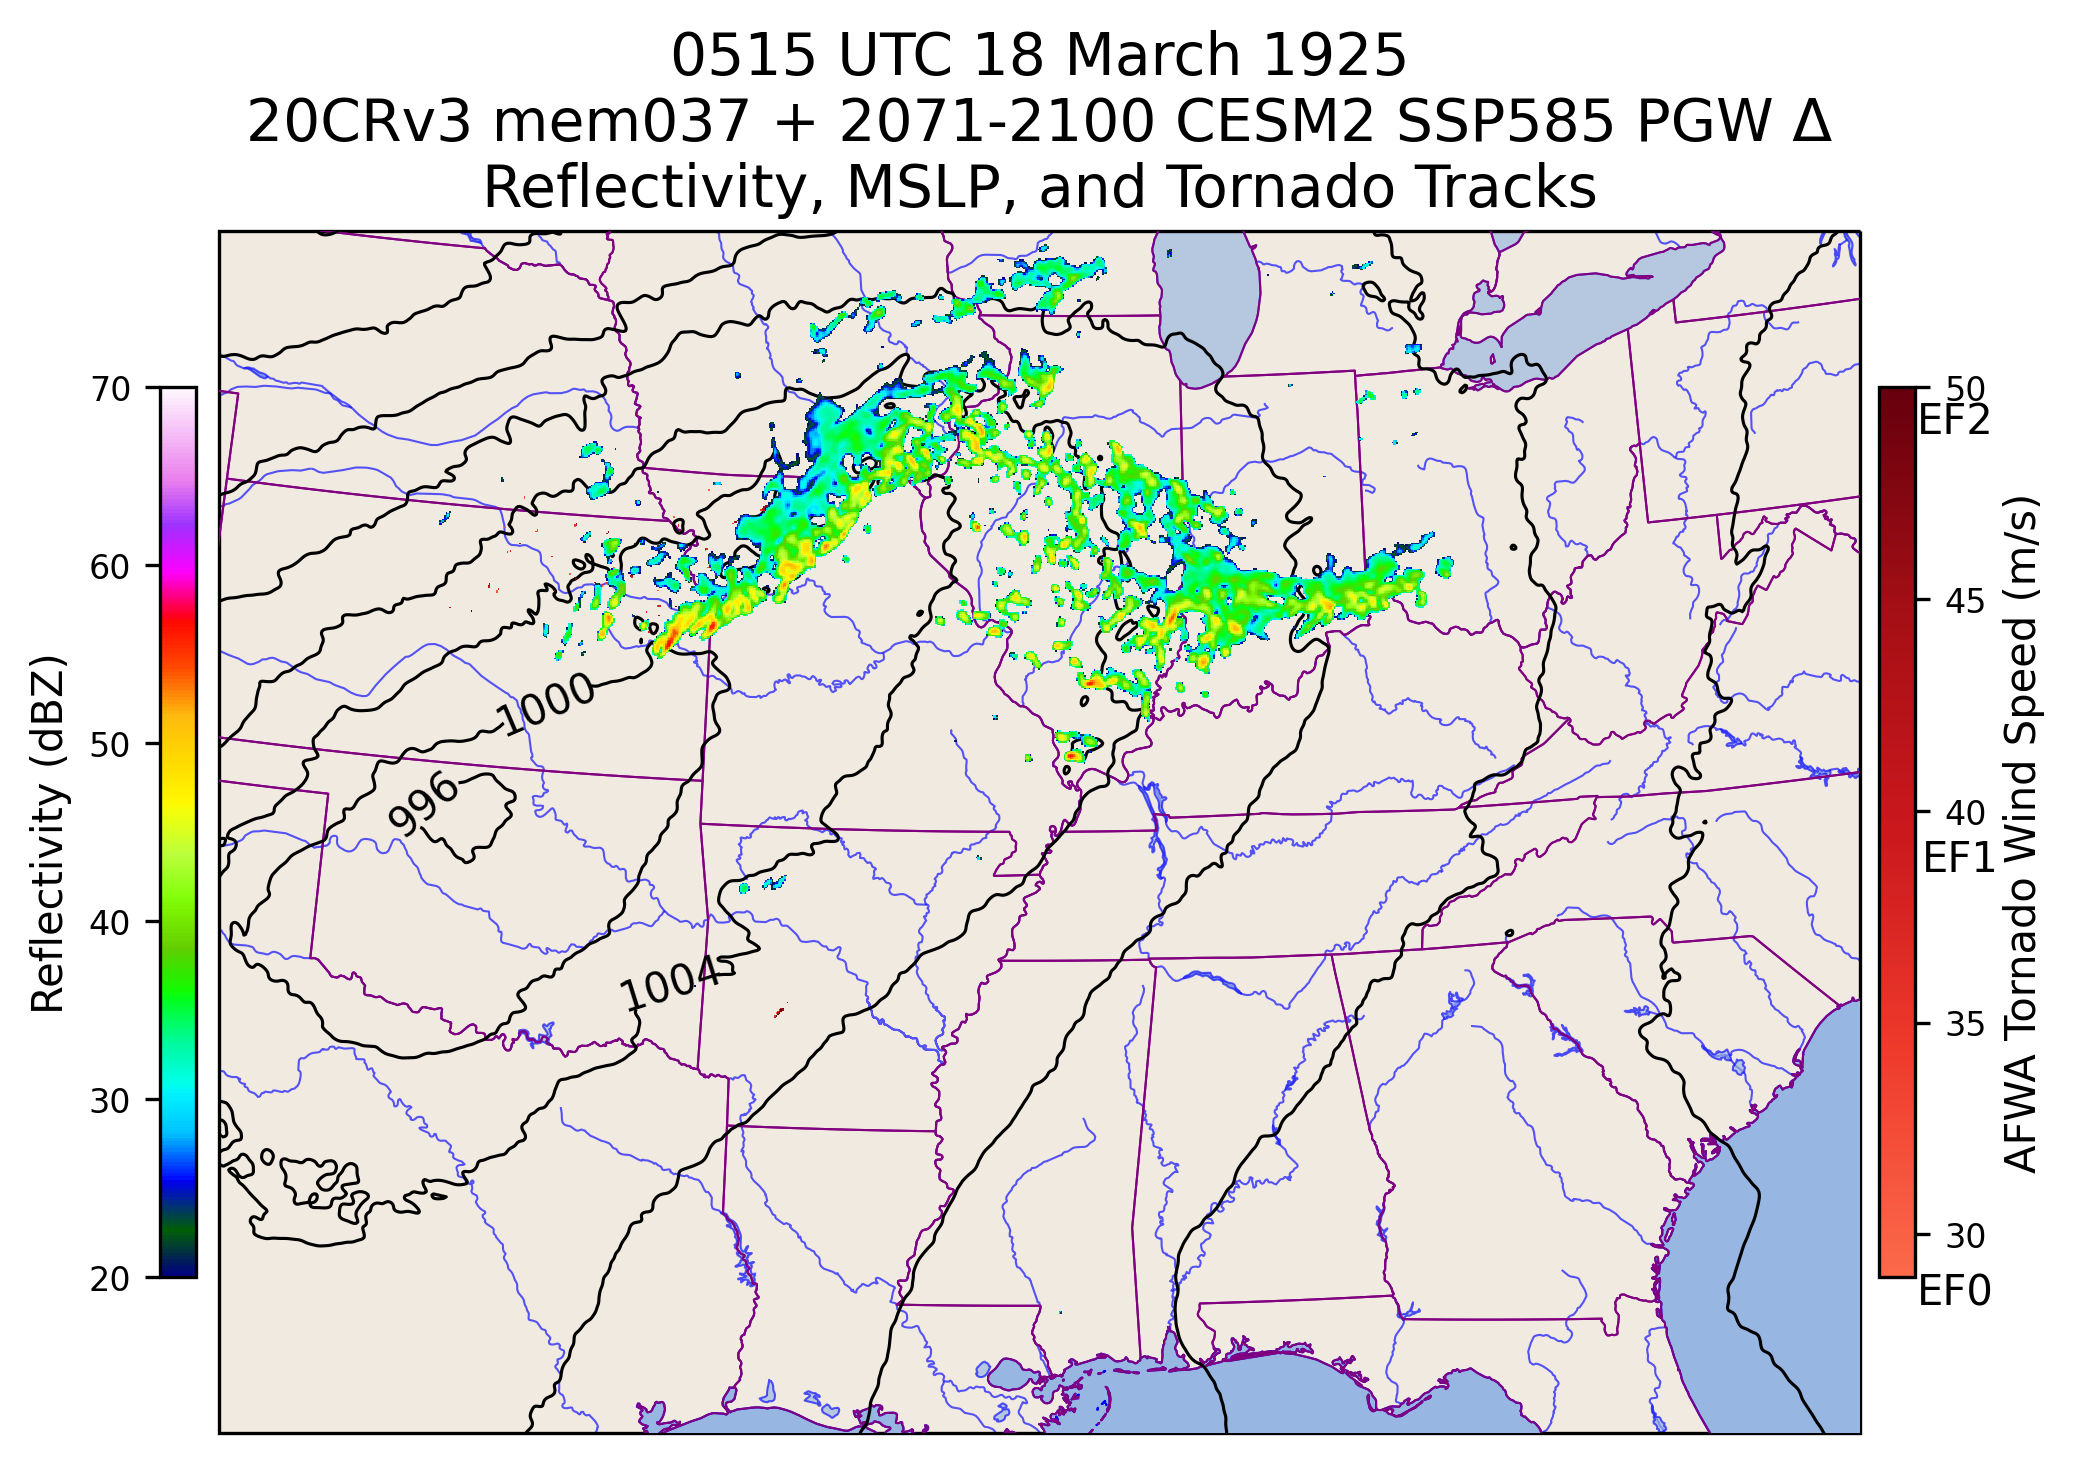 0515 UTC 18 March 1925
20CRv3 mem037 + 2071-2100 CESM2 SSP585 PGW Δ
Reflectivity, MSLP, and Tornado Tracks
Reflectivity (dBZ)
70
60
50
40
30
20
1000
996
1004
50
EF2
45
40
EF1
35
30
EF0
AFWA Tornado Wind Speed (m/s)